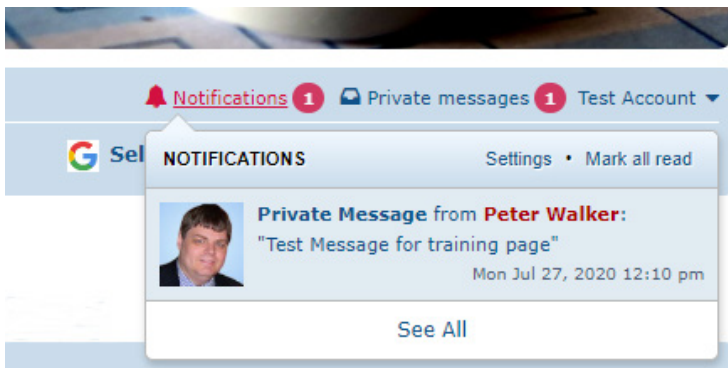 Notifications 1 Private messages 1 Test Account
Sel
NOTIFICATIONS Settings • Mark all read
Private Message from Peter Walker:
"Test Message for training page"
Mon Jul 27, 2020 12:10 pm
See All